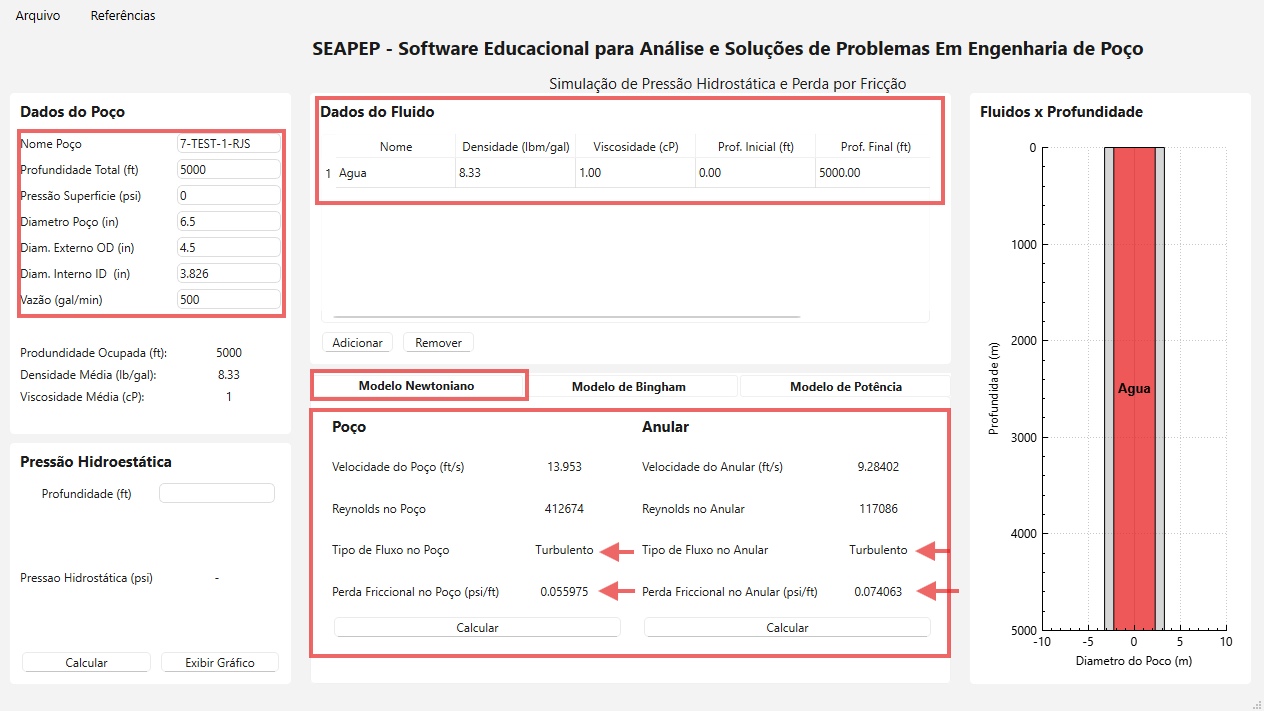 Arquivo Referências
SEAPEP - Software Educacional para Análise e Soluções de Problemas Em Engenharia de Poço
Simulação de Pressão Hidrostática e Perda por Fricção
Dados do Poço
Nome Poço 7-TEST-1-RJS
Profundidade Total (ft) 5000
Pressão Superficie (psi) 0
Diametro Poço (in) 6.5
Diam. Externo OD (in) 4.5
Diam. Interno ID (in) 3.826
Vazão (gal/min) 500
Produndidade Ocupada (ft): 5000
Densidade Média (lb/gal): 8.33
Viscosidade Média (cP): 1
Pressão Hidroestática
Profundidade (ft)
Pressao Hidrostática (psi) -
Calcular Exibir Gráfico
Dados do Fluido
Nome Densidade (lbm/gal) Viscosidade (cP) Prof. Inicial (ft) Prof. Final (ft)
1 Agua 8.33 1.00 0.00 5000.00
Adicionar Remover
Modelo Newtoniano Modelo de Bingham Modelo de Potência
Poço Anular
Velocidade do Poço (ft/s) 13.953 Velocidade do Anular (ft/s) 9.28402
Reynolds no Poço 412674 Reynolds no Anular 117086
Tipo de Fluxo no Poço Turbulento Tipo de Fluxo no Anular Turbulento
Perda Friccional no Poço (psi/ft) 0.055975 Perda Friccional no Anular (psi/ft) 0.074063
Calcular Calcular
Fluidos x Profundidade
0
1000
2000
3000
4000
5000
Profundidade (m)
Agua
-10 -5 0 5 10
Diametro do Poco (m)